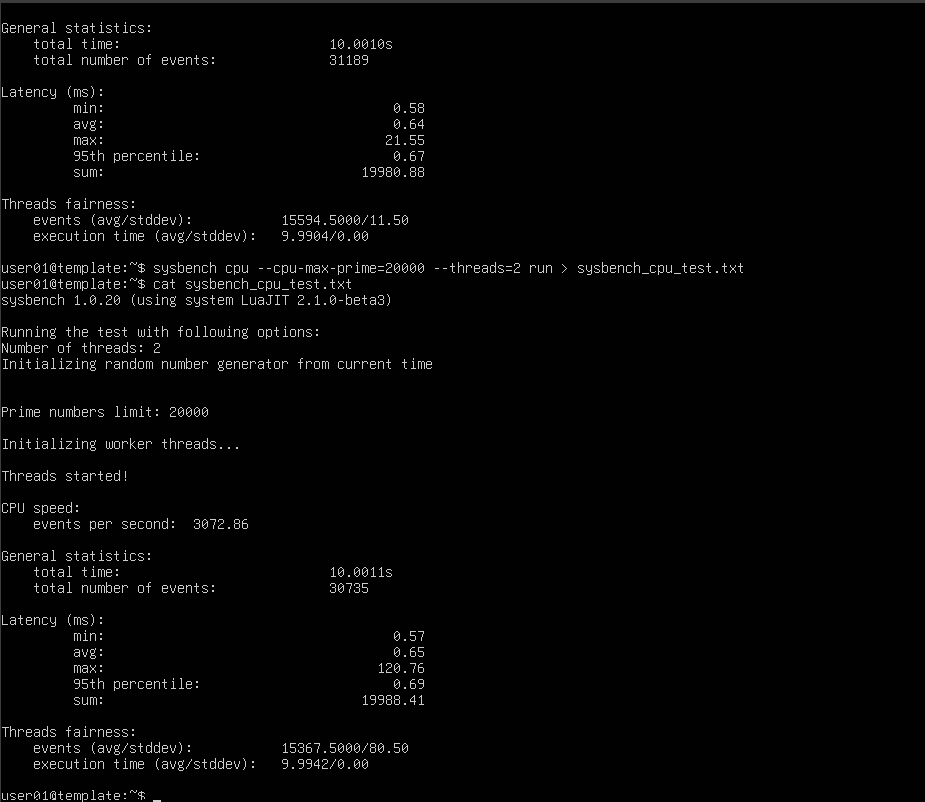 General statistics:
    total time:                          10.0010s
    total number of events:              31189

Latency (ms):
         min:                                    0.58
         avg:                                    0.64
         max:                                   21.55
         95th percentile:                        0.67
         sum:                                19980.88

Threads fairness:
    events (avg/stddev):           15594.5000/11.50
    execution time (avg/stddev):   9.9904/0.00

user01@template:~$ sysbench cpu --cpu-max-prime=20000 --threads=2 run > sysbench_cpu_test.txt
user01@template:~$ cat sysbench_cpu_test.txt
sysbench 1.0.20 (using system LuaJIT 2.1.0-beta3)

Running the test with following options:
Number of threads: 2
Initializing random number generator from current time


Prime numbers limit: 20000

Initializing worker threads...

Threads started!

CPU speed:
    events per second:  3072.86

General statistics:
    total time:                          10.0011s
    total number of events:              30735

Latency (ms):
         min:                                    0.57
         avg:                                    0.65
         max:                                  120.76
         95th percentile:                        0.69
         sum:                                19988.41

Threads fairness:
    events (avg/stddev):           15367.5000/80.50
    execution time (avg/stddev):   9.9942/0.00

user01@template:~$ _